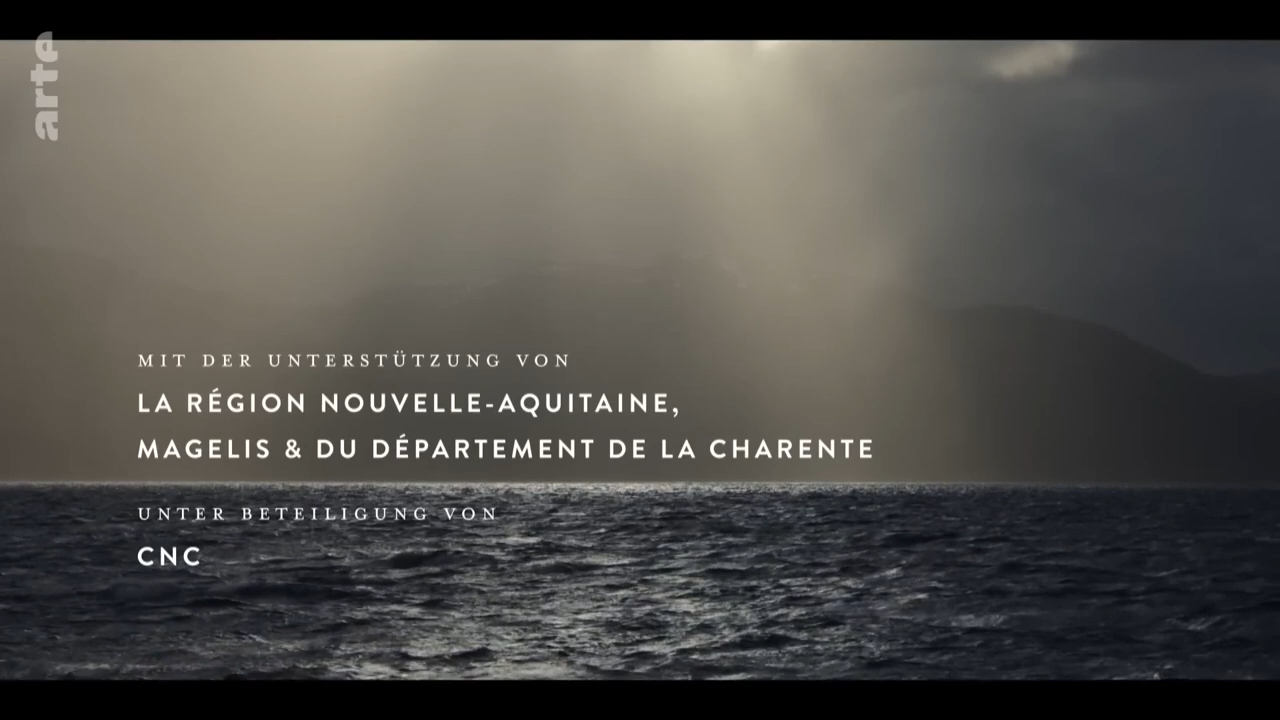 arte
MIT DER UNTERSTÜTZUNG VON
LA RÉGION NOUVELLE-AQUITAINE,
MAGELIS & DU DÉPARTEMENT DE LA CHARENTE
UNTER BETEILIGUNG VON
CNC